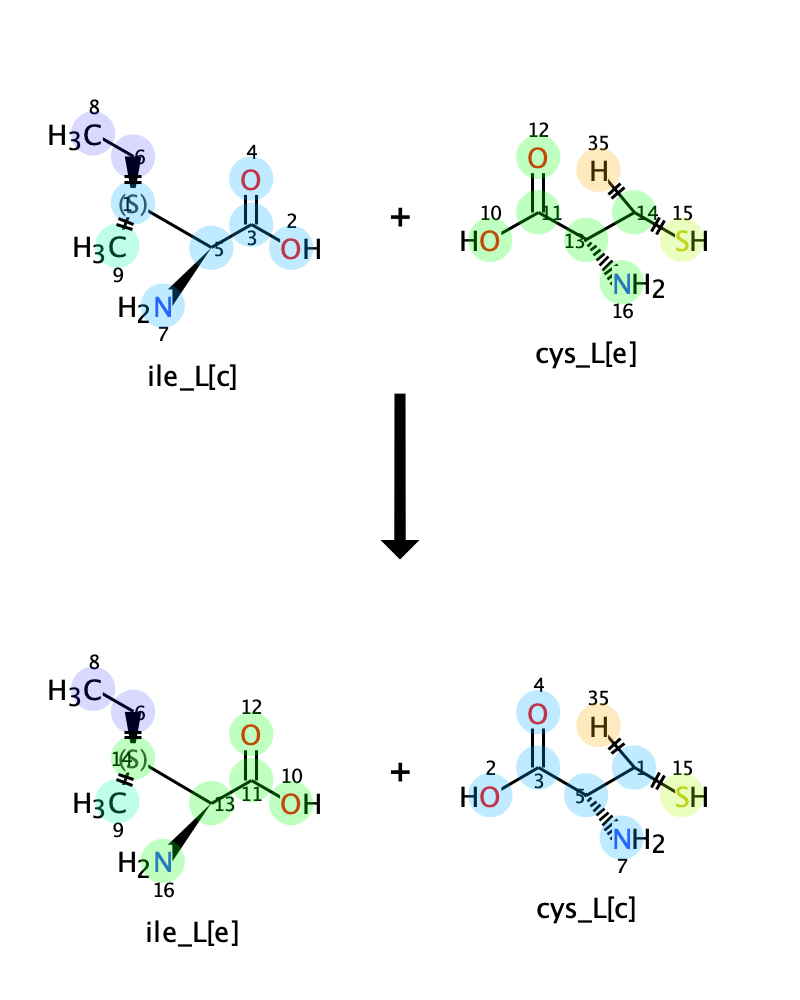 8
H3C
6
1(S)
H3C
9
5
4
O
3
2
OH
H2N
7
ile_L[c]
+
12
O
10
HO
11
13
35
H
14
15
SH
NH2
16
cys_L[e]
8
H3C
6
14(S)
H3C
9
13
12
O
11
10
OH
H2N
16
ile_L[e]
+
4
O
2
HO
3
5
35
H
1
15
SH
NH2
7
cys_L[c]